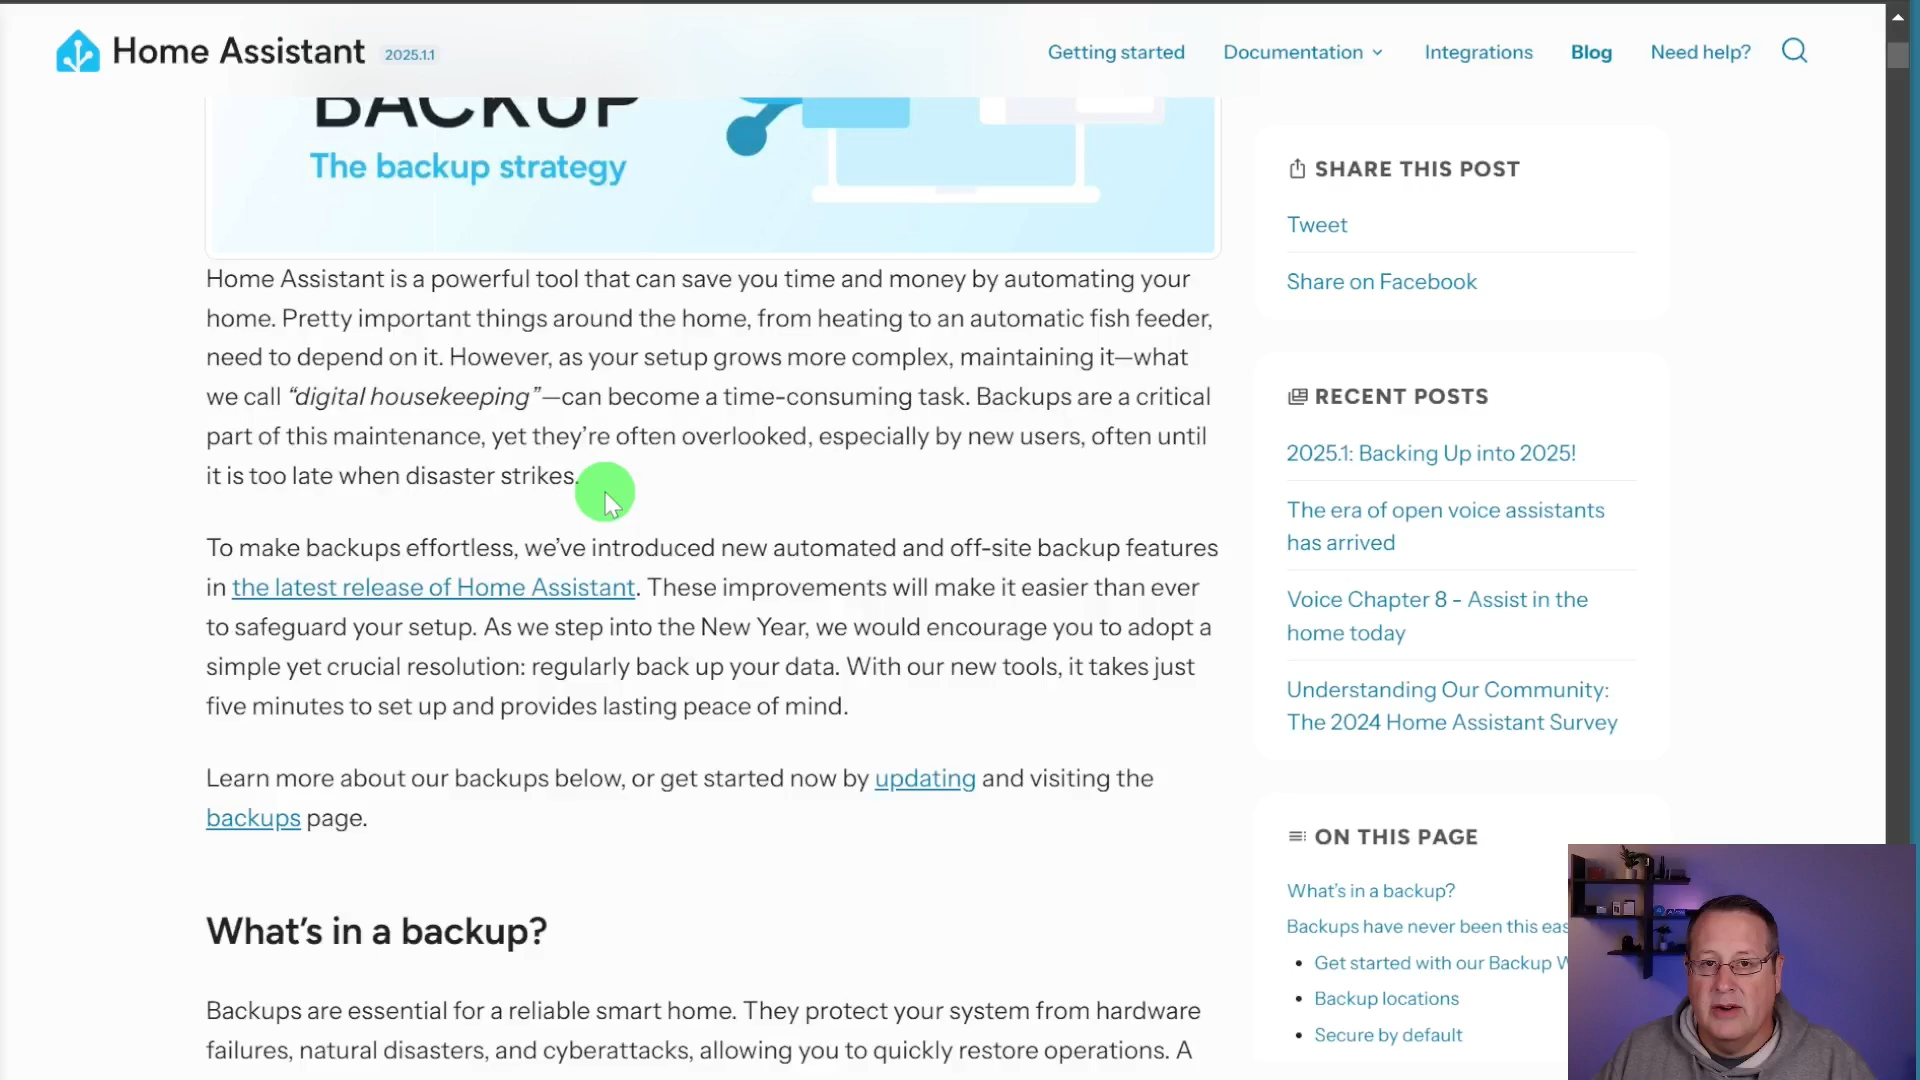 Home Assistant 2025.1.1
Getting started Documentation Integrations Blog Need help?
BACKUP
The backup strategy
Home Assistant is a powerful tool that can save you time and money by automating your
home. Pretty important things around the home, from heating to an automatic fish feeder,
need to depend on it. However, as your setup grows more complex, maintaining it—what
we call “digital housekeeping”—can become a time-consuming task. Backups are a critical
part of this maintenance, yet they’re often overlooked, especially by new users, often until
it is too late when disaster strikes.
To make backups effortless, we’ve introduced new automated and off-site backup features
in the latest release of Home Assistant. These improvements will make it easier than ever
to safeguard your setup. As we step into the New Year, we would encourage you to adopt a
simple yet crucial resolution: regularly back up your data. With our new tools, it takes just
five minutes to set up and provides lasting peace of mind.
Learn more about our backups below, or get started now by updating and visiting the
backups page.
What’s in a backup?
Backups are essential for a reliable smart home. They protect your system from hardware
failures, natural disasters, and cyberattacks, allowing you to quickly restore operations. A
SHARE THIS POST
Tweet
Share on Facebook
RECENT POSTS
2025.1: Backing Up into 2025!
The era of open voice assistants
has arrived
Voice Chapter 8 - Assist in the
home today
Understanding Our Community:
The 2024 Home Assistant Survey
ON THIS PAGE
What’s in a backup?
Backups have never been this eas
Get started with our Backup W
Backup locations
Secure by default